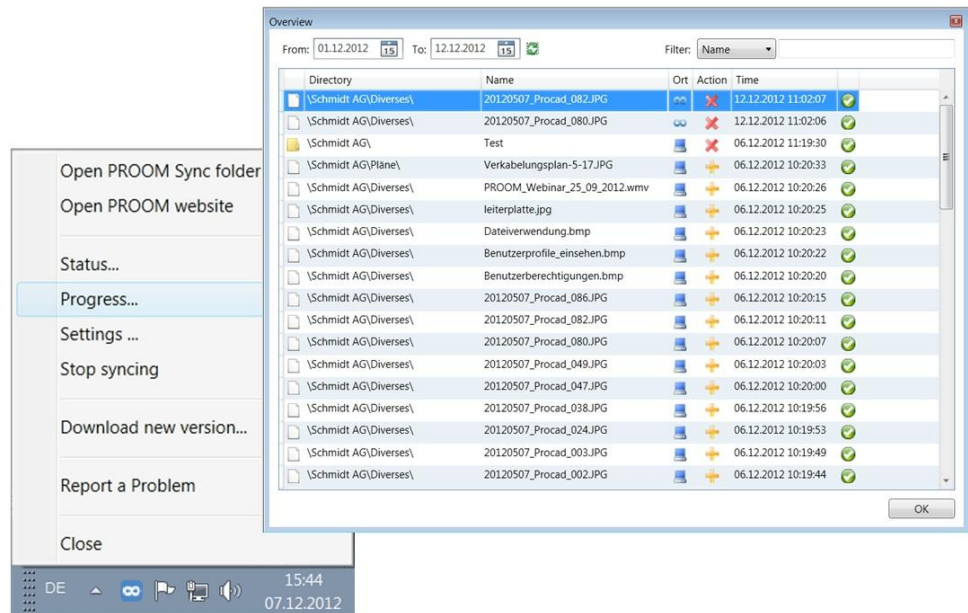 Overview
From: 01.12.2012 15 To: 12.12.2012 15 Filter: Name
Directory Name Ort Action Time
\Schmidt AG\Diverses\ 20120507_Procad_082.JPG 12.12.2012 11:02:07
\Schmidt AG\Diverses\ 20120507_Procad_080.JPG 12.12.2012 11:02:06
\Schmidt AG\ Test 06.12.2012 11:19:30
\Schmidt AG\Pläne\ Verkabelungsplan-5-17.JPG 06.12.2012 10:20:33
\Schmidt AG\Diverses\ PROOM_Webinar_25_09_2012.wmv 06.12.2012 10:20:26
\Schmidt AG\Diverses\ leiterplatte.jpg 06.12.2012 10:20:25
\Schmidt AG\Diverses\ Dateiverwendung.bmp 06.12.2012 10:20:23
\Schmidt AG\Diverses\ Benutzerprofile_einsehen.bmp 06.12.2012 10:20:22
\Schmidt AG\Diverses\ Benutzerberechtigungen.bmp 06.12.2012 10:20:20
\Schmidt AG\Diverses\ 20120507_Procad_086.JPG 06.12.2012 10:20:15
\Schmidt AG\Diverses\ 20120507_Procad_082.JPG 06.12.2012 10:20:11
\Schmidt AG\Diverses\ 20120507_Procad_080.JPG 06.12.2012 10:20:07
\Schmidt AG\Diverses\ 20120507_Procad_049.JPG 06.12.2012 10:20:03
\Schmidt AG\Diverses\ 20120507_Procad_047.JPG 06.12.2012 10:20:00
\Schmidt AG\Diverses\ 20120507_Procad_038.JPG 06.12.2012 10:19:56
\Schmidt AG\Diverses\ 20120507_Procad_024.JPG 06.12.2012 10:19:53
\Schmidt AG\Diverses\ 20120507_Procad_003.JPG 06.12.2012 10:19:49
\Schmidt AG\Diverses\ 20120507_Procad_002.JPG 06.12.2012 10:19:44
OK
Open PROOM Sync folder
Open PROOM website
Status...
Progress...
Settings ...
Stop syncing
Download new version...
Report a Problem
Close
DE 15:44
07.12.2012